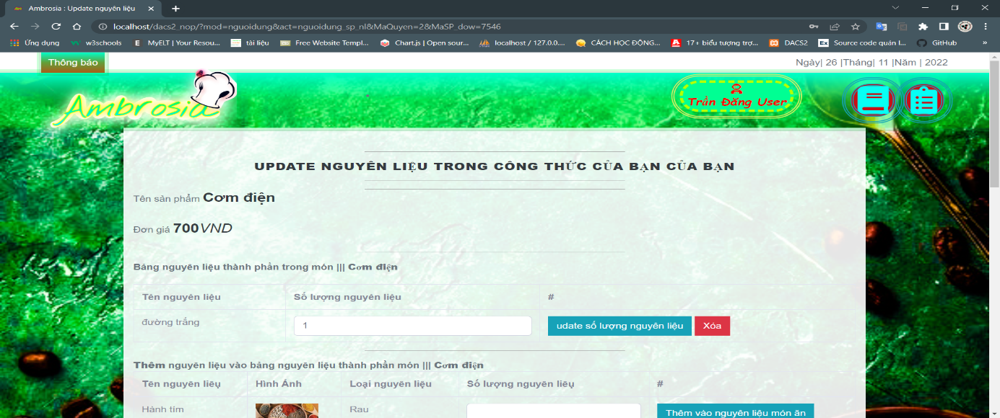 Ambrosia : Update nguyên liệu
localhost/dacs2_nop/?mod=nguoidung&act=nguoidung_sp_nl&MaQuyen=2&MaSP_dow=7546
Ứng dụng w3schools MyELT | Your Resou... tài liệu Free Website Templ... Chart.js | Open sour... localhost / 127.0.0.... CÁCH HỌC ĐỘNG... 17+ biểu tượng trợ... DACS2 Source code quán l... GitHub »
Thông báo Ngày| 26 |Tháng| 11 |Năm | 2022
Ambrosia Trần Đăng User
UPDATE NGUYÊN LIỆU TRONG CÔNG THỨC CỦA BẠN CỦA BẠN
Tên sản phẩm Cơm điện
Đơn giá 700VND
Bảng nguyên liệu thành phần trong món ||| Cơm điện
Tên nguyên liệu Số lượng nguyên liệu #
đường trắng 1 udate số lượng nguyên liệu Xóa
Thêm nguyên liệu vào bảng nguyên liệu thành phần món ||| Cơm điện
Tên nguyên liệu Hình Ảnh Loại nguyên liệu Số lượng nguyên liệu #
Hành tím Rau Thêm vào nguyên liệu món ăn